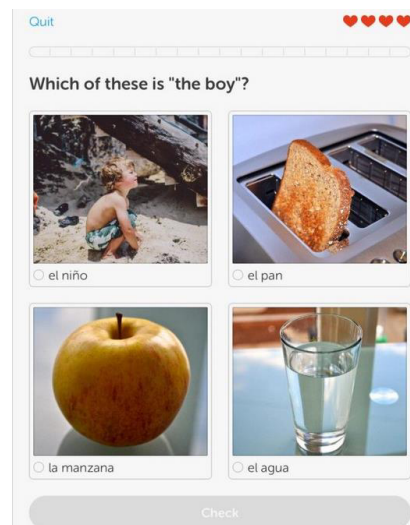 Quit
Which of these is "the boy"?
el niño
el pan
la manzana
el agua
Check